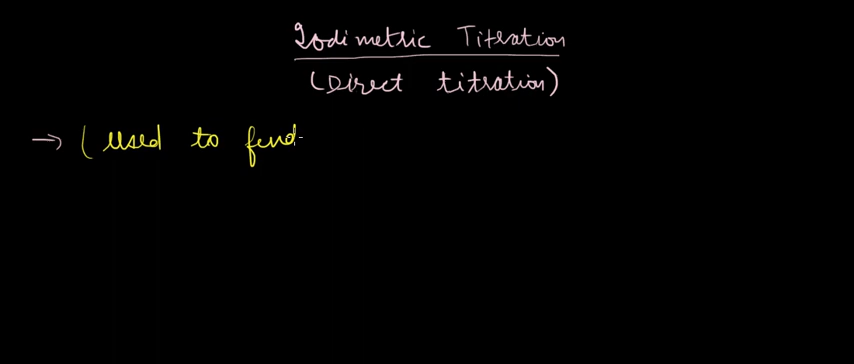 Iodimetric Titration
(Direct titration)
→ (used to find